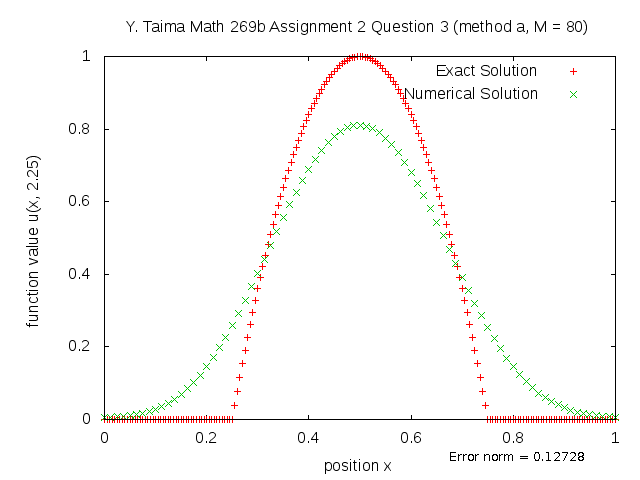 Y. Taima Math 269b Assignment 2 Question 3 (method a, M = 80)
1
Exact Solution
Numerical Solution
0.8
0.6
0.4
0.2
0
function value u(x, 2.25)
0 0.2 0.4 0.6 0.8 1
position x
Error norm = 0.12728